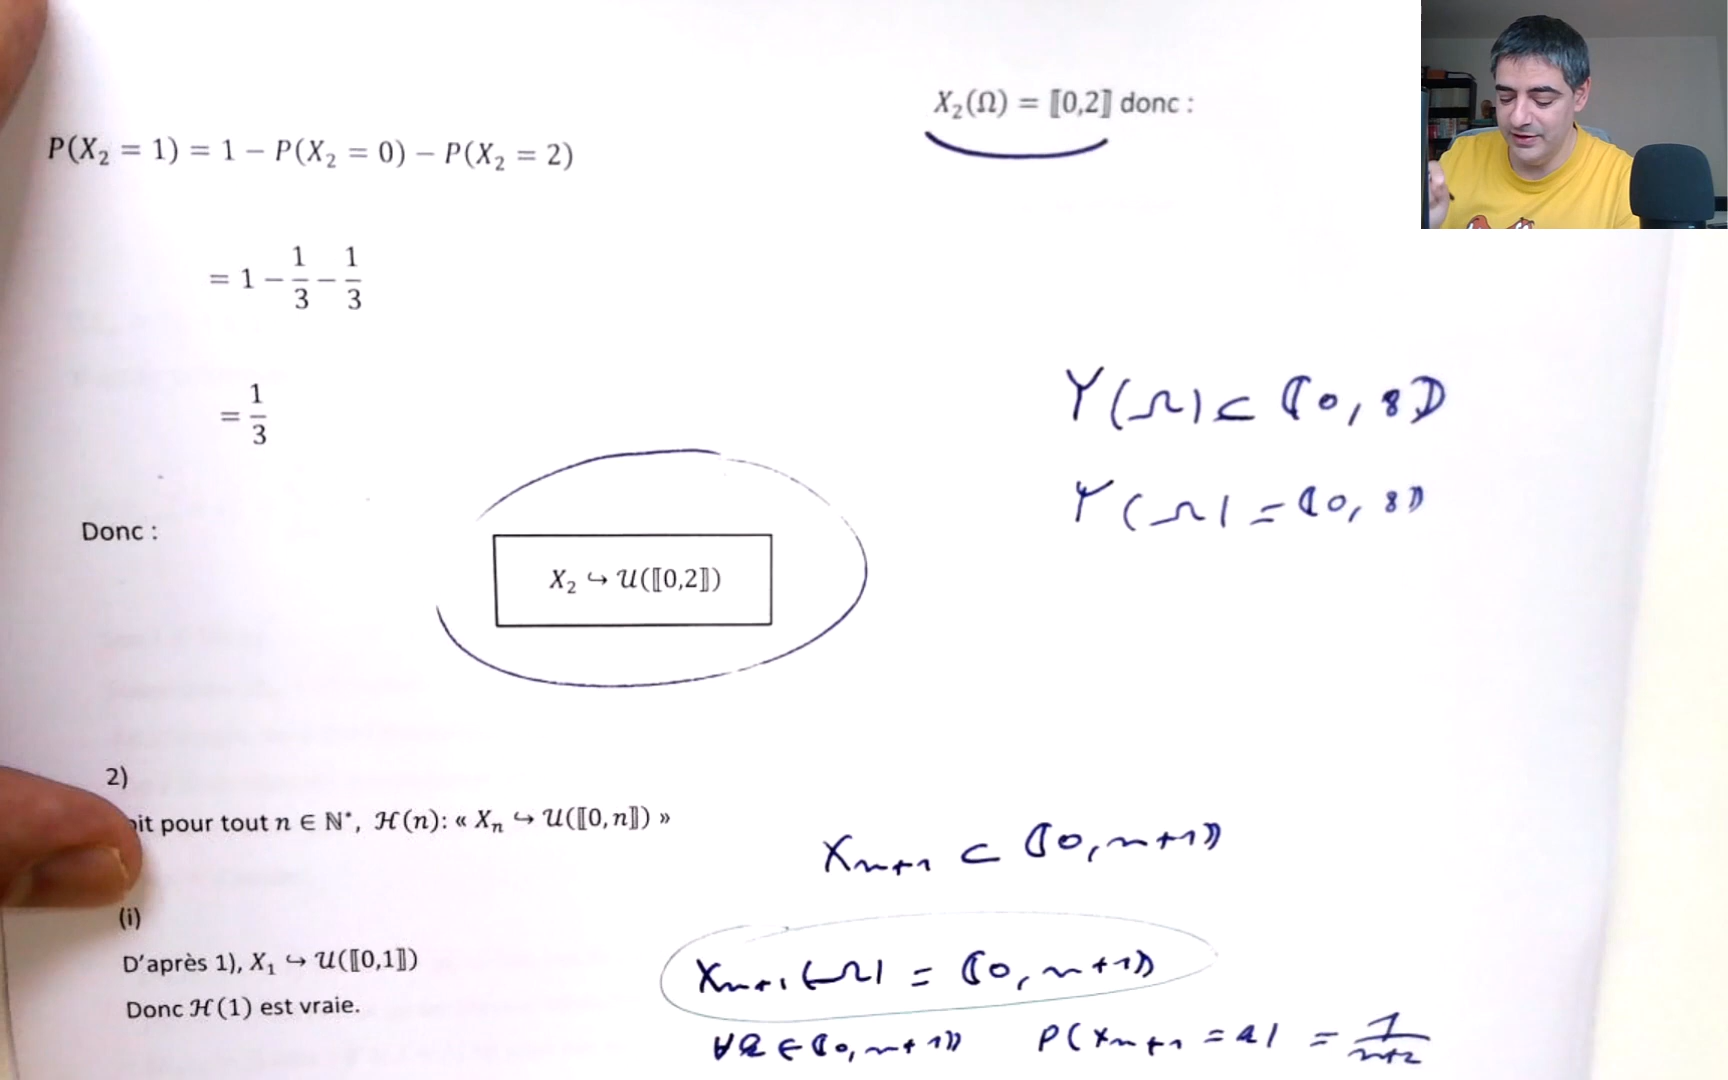 X₂(Ω) = ⟦0,2⟧ donc :
P(X₂ = 1) = 1 − P(X₂ = 0) − P(X₂ = 2)
= 1 − 1/3 − 1/3
= 1/3
Y(Ω) ⊂ ⟦0, 8⟧
Y(Ω) = ⟦0, 8⟧
Donc :
X₂ ↪ 𝒰(⟦0,2⟧)
2)
it pour tout n ∈ ℕ*, ℋ(n): « Xₙ ↪ 𝒰(⟦0, n⟧) »
Xₙ₊₁ ⊂ ⟦0, n+1⟧
(i)
D'après 1), X₁ ↪ 𝒰(⟦0,1⟧)
Xₙ₊₁(Ω) = ⟦0, n+1⟧
Donc ℋ(1) est vraie.
∀k ∈ ⟦0, n+1⟧ P(Xₙ₊₁ = k) = 1/(n+2)